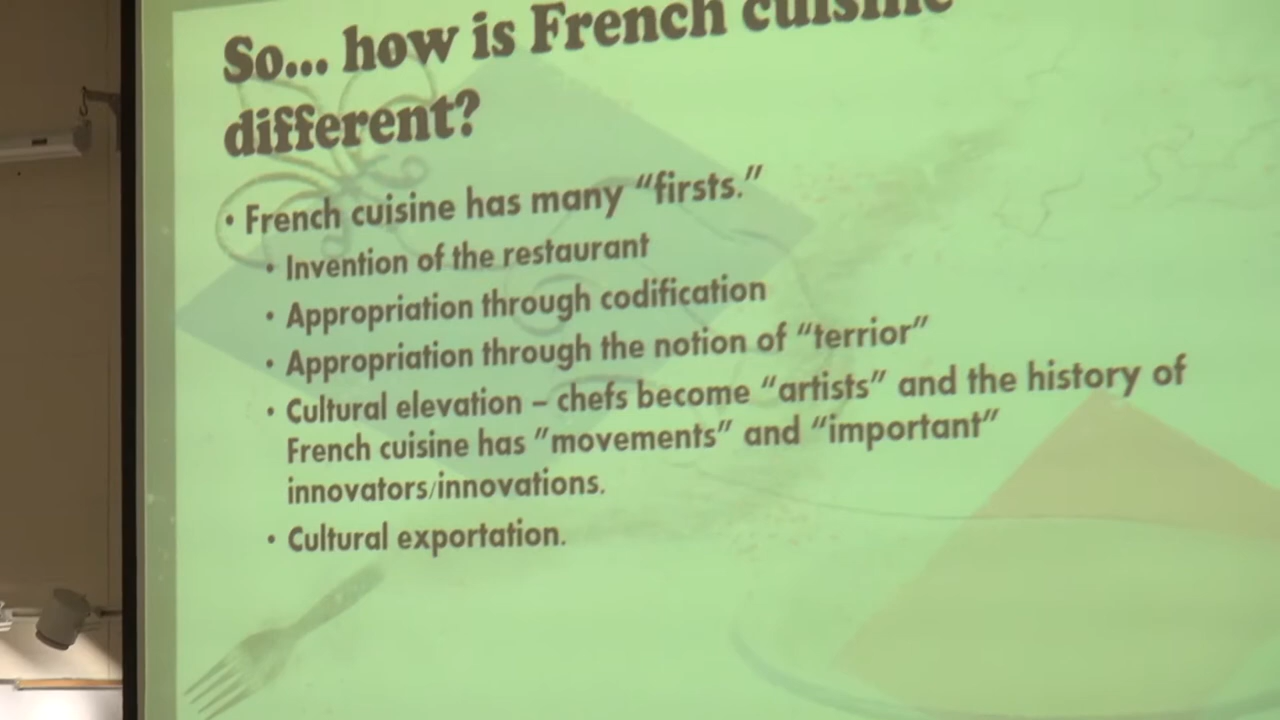 So... how is French cuisine
different?
• French cuisine has many “firsts.”
• Invention of the restaurant
• Appropriation through codification
• Appropriation through the notion of “terrior”
• Cultural elevation – chefs become “artists” and the history of
French cuisine has ”movements” and “important”
innovators/innovations.
• Cultural exportation.